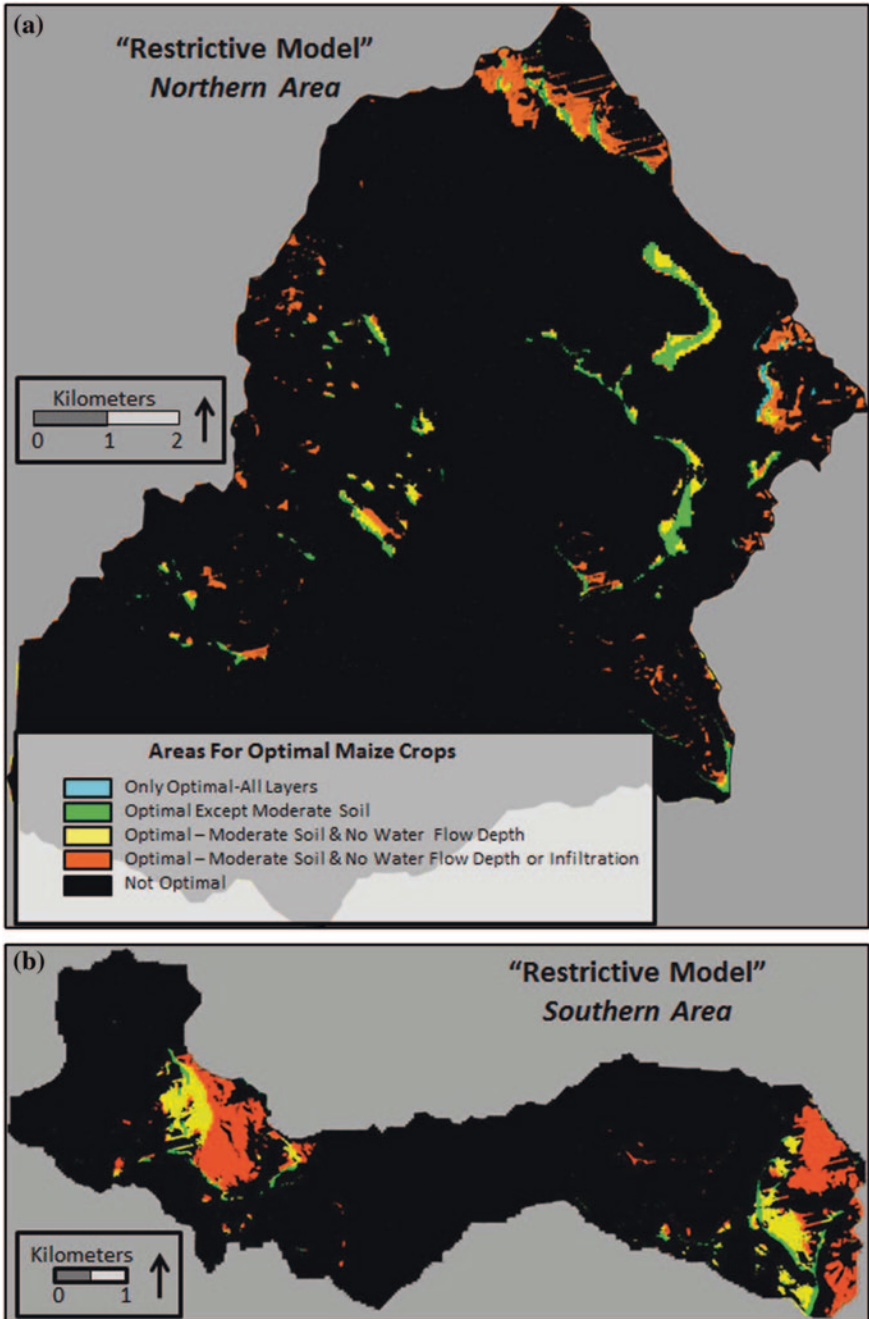 (a)
“Restrictive Model”
Northern Area
Kilometers
0 1 2
Areas For Optimal Maize Crops
Only Optimal-All Layers
Optimal Except Moderate Soil
Optimal – Moderate Soil & No Water Flow Depth
Optimal – Moderate Soil & No Water Flow Depth or Infiltration
Not Optimal
(b)
“Restrictive Model”
Southern Area
Kilometers
0 1